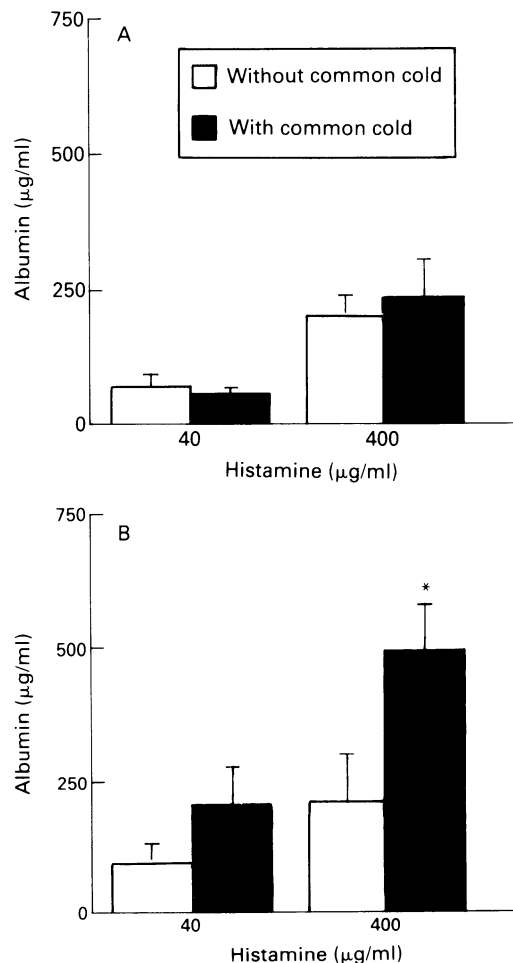 750
A
Without common cold
With common cold
500
250
0
Albumin (μg/ml)
40
400
Histamine (μg/ml)
750
B
*
500
250
0
Albumin (μg/ml)
40
400
Histamine (μg/ml)